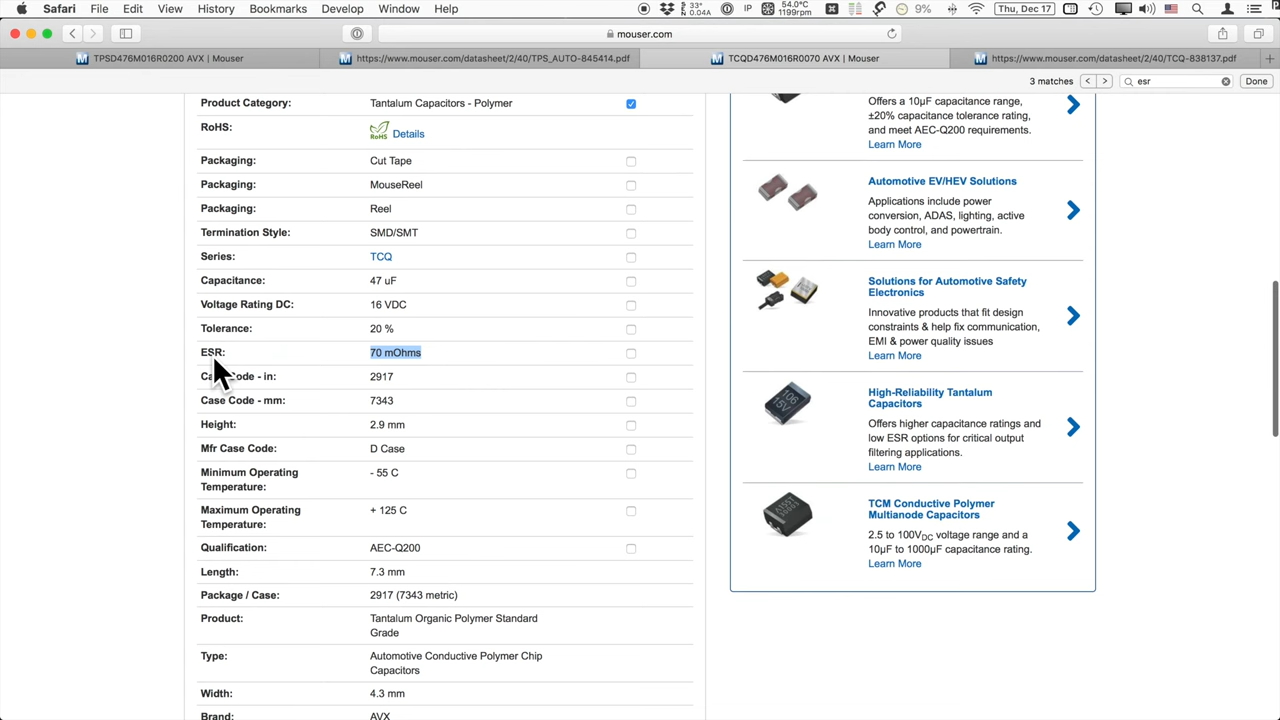 Safari File Edit View History Bookmarks Develop Window Help
33° 0.04A IP 54.0°C 1199rpm 9% Thu, Dec 17
mouser.com
TPSD476M016R0200 AVX | Mouser
https://www.mouser.com/datasheet/2/40/TPS_AUTO-845414.pdf
TCQD476M016R0070 AVX | Mouser
https://www.mouser.com/datasheet/2/40/TCQ-838137.pdf
3 matches esr Done
Product Category: Tantalum Capacitors - Polymer
RoHS: RoHS Details
Packaging: Cut Tape
Packaging: MouseReel
Packaging: Reel
Termination Style: SMD/SMT
Series: TCQ
Capacitance: 47 uF
Voltage Rating DC: 16 VDC
Tolerance: 20 %
ESR: 70 mOhms
Case Code - in: 2917
Case Code - mm: 7343
Height: 2.9 mm
Mfr Case Code: D Case
Minimum Operating Temperature: - 55 C
Maximum Operating Temperature: + 125 C
Qualification: AEC-Q200
Length: 7.3 mm
Package / Case: 2917 (7343 metric)
Product: Tantalum Organic Polymer Standard
Grade
Type: Automotive Conductive Polymer Chip
Capacitors
Width: 4.3 mm
Brand: AVX
Offers a 10µF capacitance range,
±20% capacitance tolerance rating,
and meet AEC-Q200 requirements.
Learn More
Automotive EV/HEV Solutions
Applications include power
conversion, ADAS, lighting, active
body control, and powertrain.
Learn More
Solutions for Automotive Safety
Electronics
Innovative products that fit design
constraints & help fix communication,
EMI & power quality issues
Learn More
High-Reliability Tantalum
Capacitors
Offers higher capacitance ratings and
low ESR options for critical output
filtering applications.
Learn More
TCM Conductive Polymer
Multianode Capacitors
2.5 to 100VDC voltage range and a
10µF to 1000µF capacitance rating.
Learn More